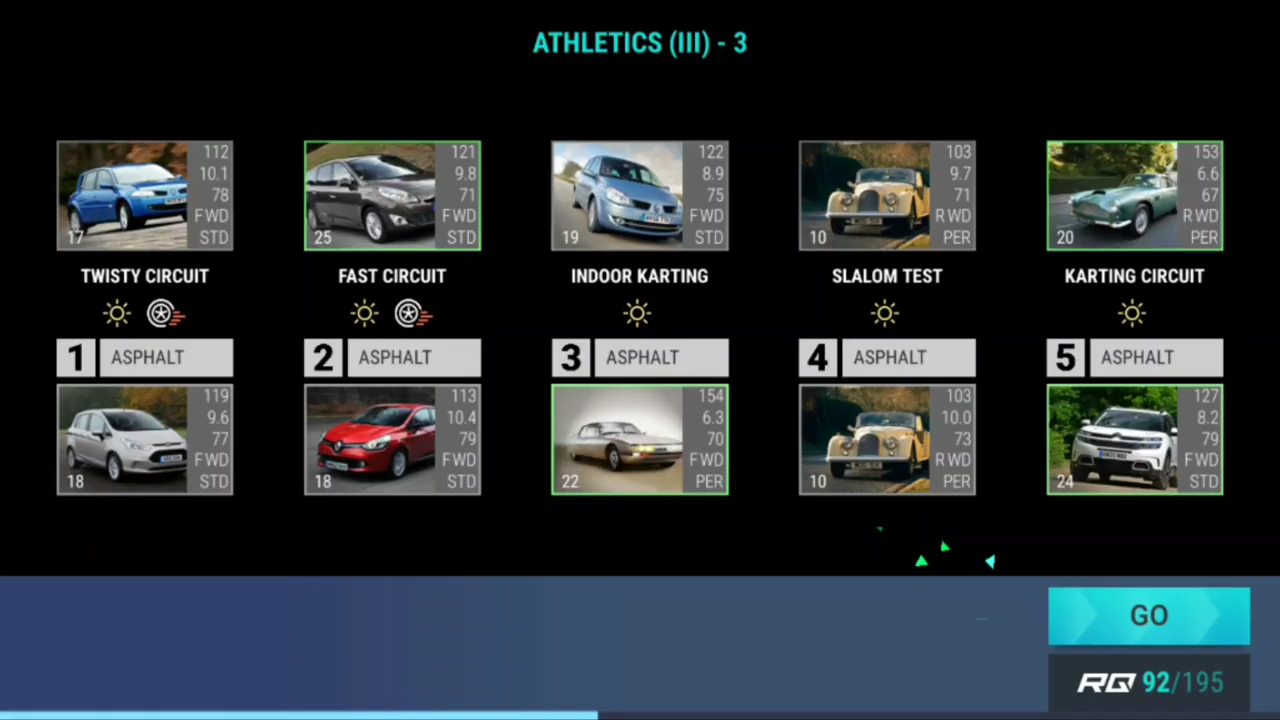 ATHLETICS (III) - 3
112
10.1
78
FWD
STD
17
121
9.8
71
FWD
STD
25
122
8.9
75
FWD
STD
19
103
9.7
71
RWD
PER
10
153
6.6
67
RWD
PER
20
TWISTY CIRCUIT
FAST CIRCUIT
INDOOR KARTING
SLALOM TEST
KARTING CIRCUIT
1 ASPHALT
2 ASPHALT
3 ASPHALT
4 ASPHALT
5 ASPHALT
119
9.6
77
FWD
STD
18
113
10.4
79
FWD
STD
18
154
6.3
70
FWD
PER
22
103
10.0
73
RWD
PER
10
127
8.2
79
FWD
STD
24
GO
RQ 92/195